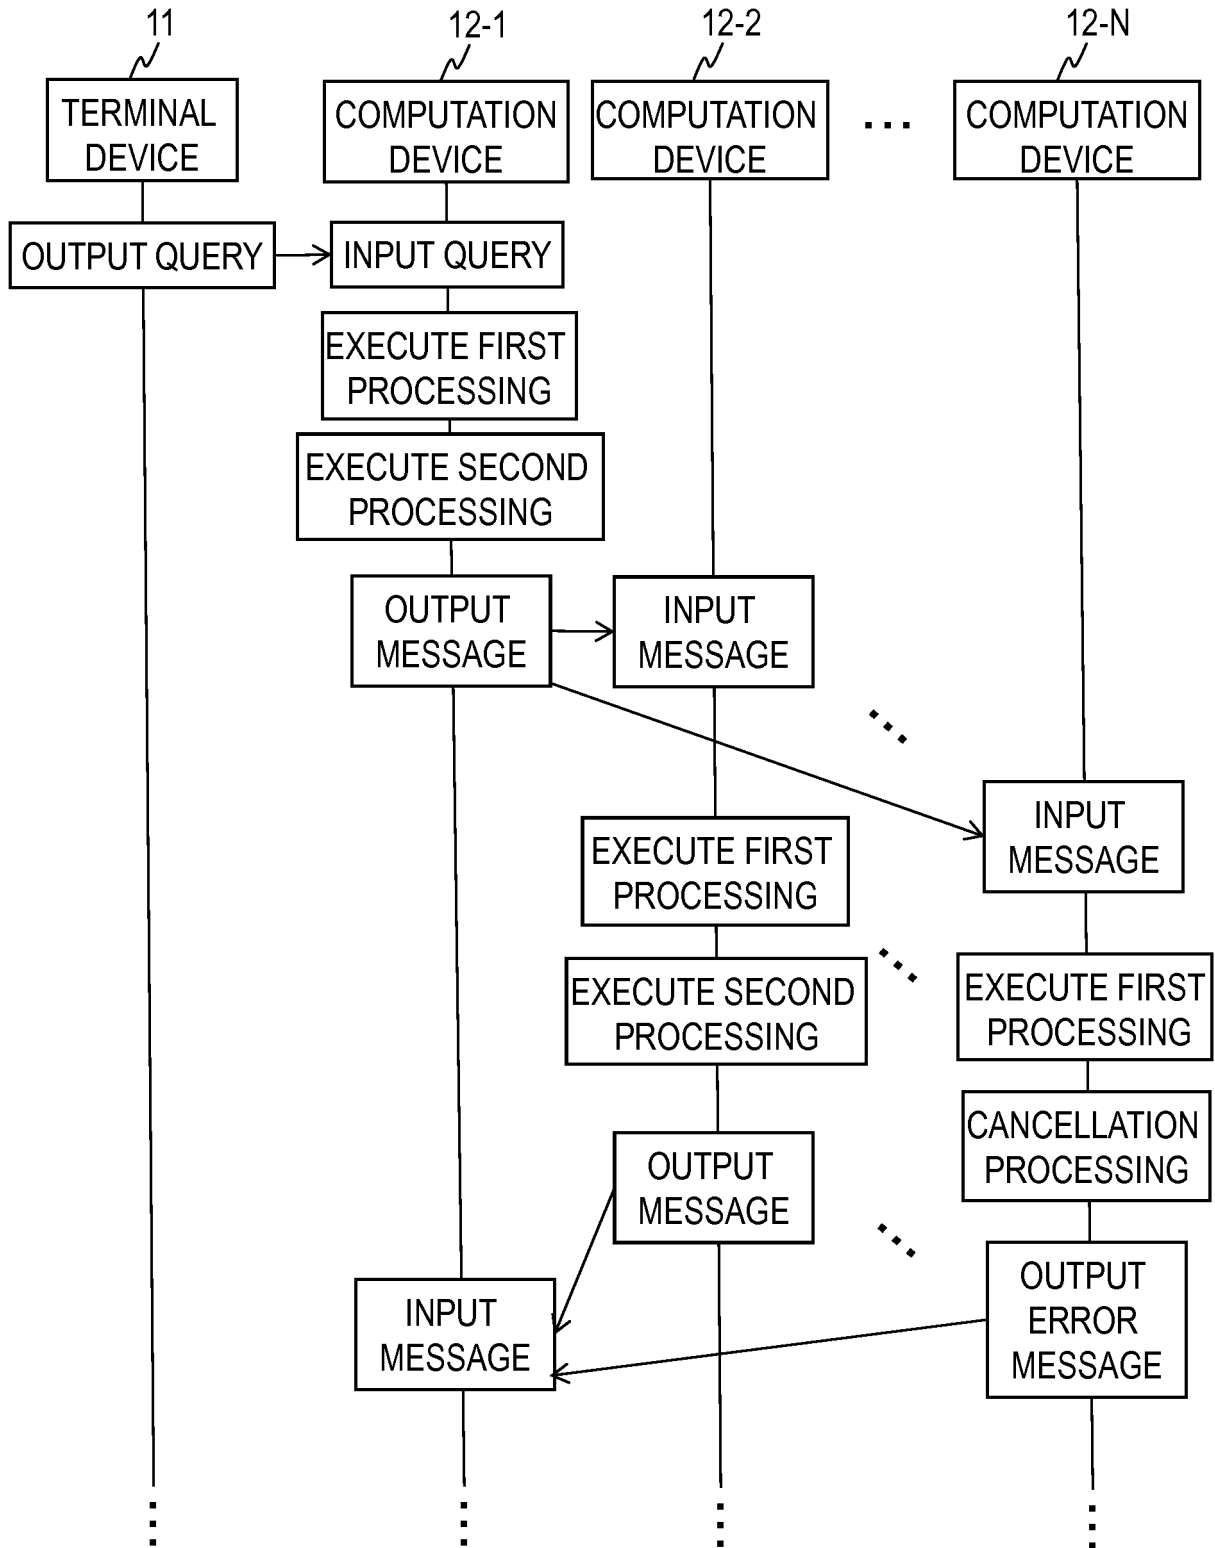 11
12-1
12-2
12-N
TERMINAL
DEVICE
COMPUTATION
DEVICE
COMPUTATION
DEVICE
...
COMPUTATION
DEVICE
OUTPUT QUERY
INPUT QUERY
EXECUTE FIRST
PROCESSING
EXECUTE SECOND
PROCESSING
OUTPUT
MESSAGE
INPUT
MESSAGE
INPUT
MESSAGE
EXECUTE FIRST
PROCESSING
EXECUTE SECOND
PROCESSING
EXECUTE FIRST
PROCESSING
CANCELLATION
PROCESSING
OUTPUT
MESSAGE
OUTPUT
ERROR
MESSAGE
INPUT
MESSAGE